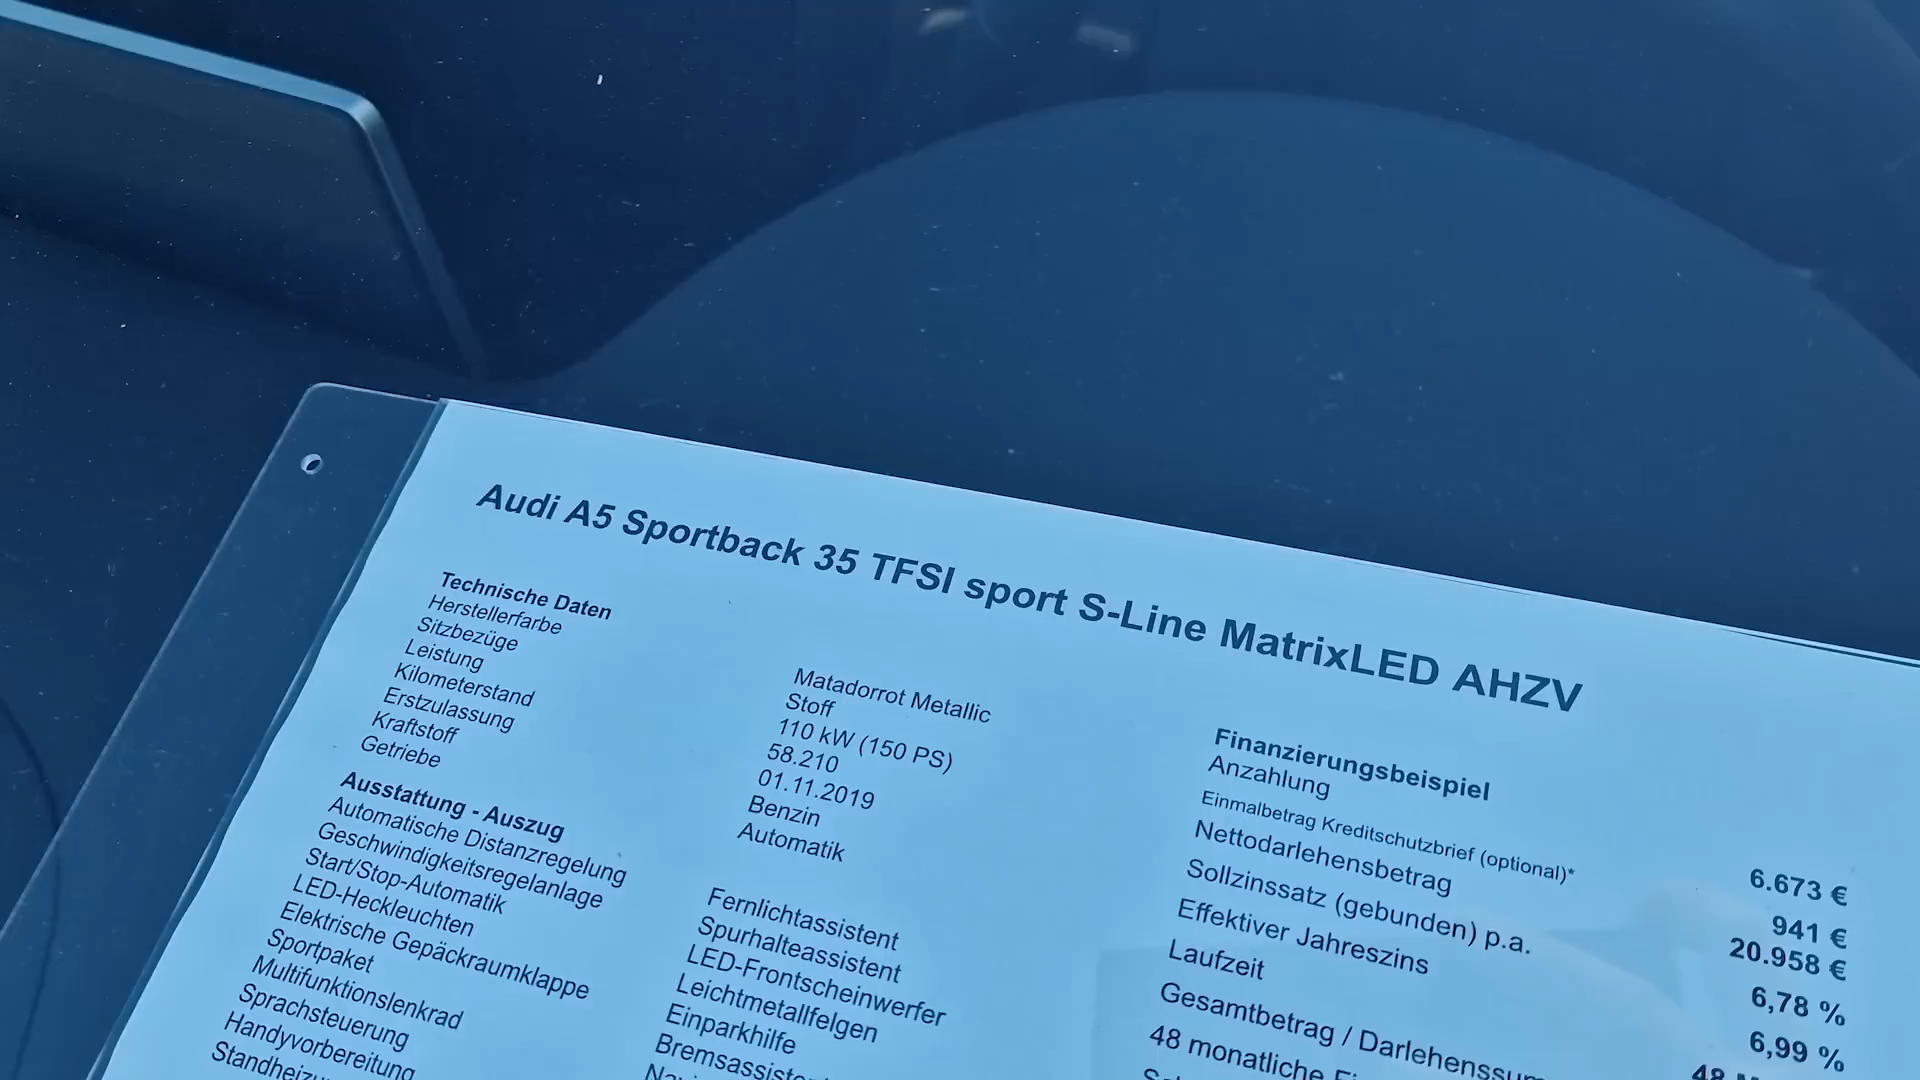 Audi A5 Sportback 35 TFSI sport S-Line MatrixLED AHZV
Technische Daten
Herstellerfarbe Matadorrot Metallic
Sitzbezüge Stoff
Leistung 110 kW (150 PS)
Kilometerstand 58.210
Erstzulassung 01.11.2019
Kraftstoff Benzin
Getriebe Automatik
Ausstattung - Auszug
Automatische Distanzregelung Fernlichtassistent
Geschwindigkeitsregelanlage Spurhalteassistent
Start/Stop-Automatik LED-Frontscheinwerfer
LED-Heckleuchten Leichtmetallfelgen
Elektrische Gepäckraumklappe Einparkhilfe
Sportpaket
Multifunktionslenkrad
Sprachsteuerung
Handyvorbereitung
Finanzierungsbeispiel
Anzahlung 6.673 €
Einmalbetrag Kreditschutzbrief (optional)* 941 €
Nettodarlehensbetrag 20.958 €
Sollzinssatz (gebunden) p.a. 6,78 %
Effektiver Jahreszins 6,99 %
Laufzeit 48
Gesamtbetrag /
48 monatliche